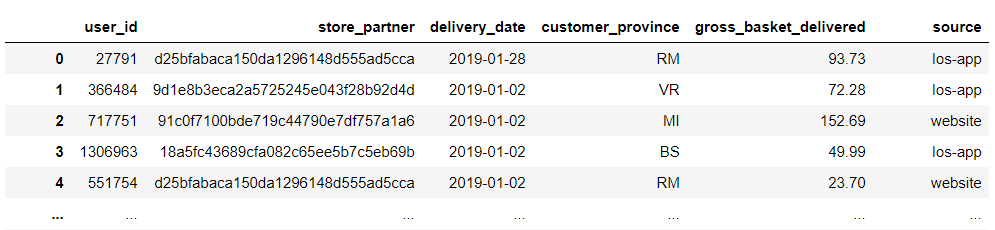 user_id store_partner delivery_date customer_province gross_basket_delivered source
0 27791 d25bfabaca150da1296148d555ad5cca 2019-01-28 RM 93.73 Ios-app
1 366484 9d1e8b3eca2a5725245e043f28b92d4d 2019-01-02 VR 72.28 Ios-app
2 717751 91c0f7100bde719c44790e7df757a1a6 2019-01-02 MI 152.69 website
3 1306963 18a5fc43689cfa082c65ee5b7c5eb69b 2019-01-02 BS 49.99 Ios-app
4 551754 d25bfabaca150da1296148d555ad5cca 2019-01-02 RM 23.70 website
... ... ... ... ... ... ...